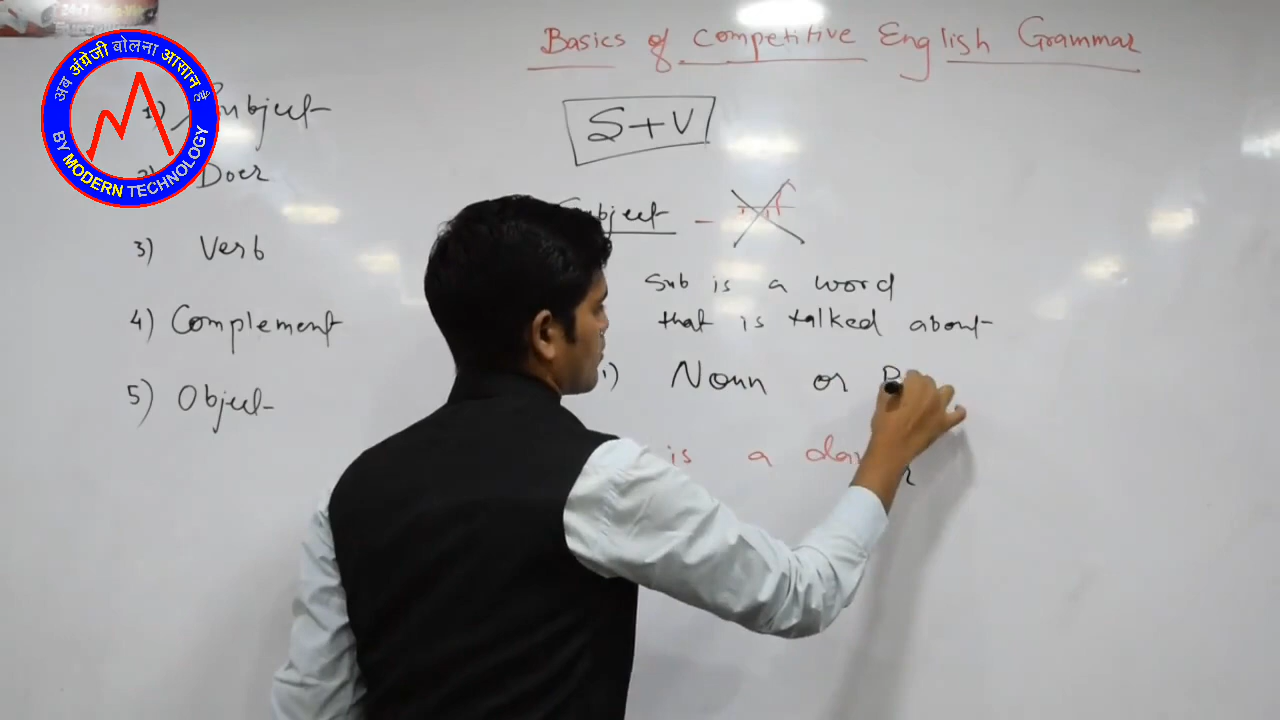 अब अंग्रेजी बोलना आसान है
BY MODERN TECHNOLOGY
Basics of competitive English Grammar
S+V
1) Subject
2) Doer
3) Verb
4) Complement
5) Object
Subject -
Sub is a word
that is talked about
1) Noun or
is a